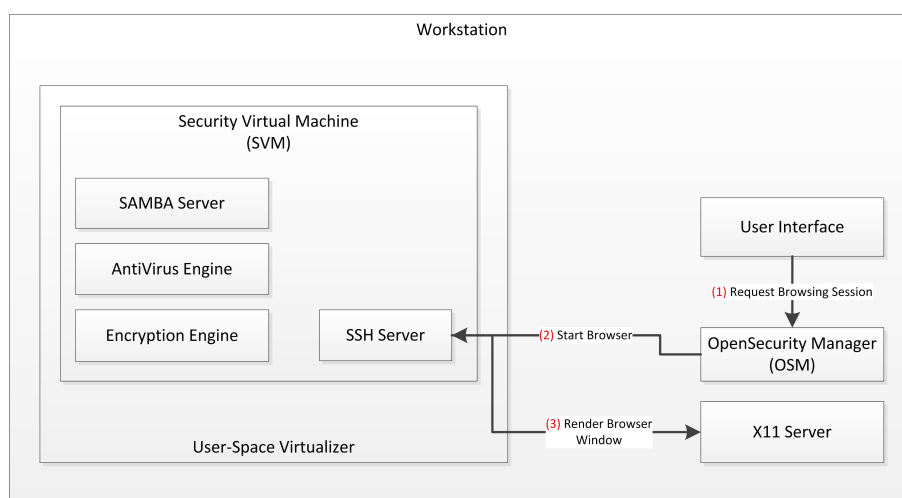 Workstation
Security Virtual Machine
(SVM)
SAMBA Server
AntiVirus Engine
Encryption Engine
SSH Server
User-Space Virtualizer
User Interface
(1) Request Browsing Session
OpenSecurity Manager
(OSM)
(2) Start Browser
(3) Render Browser
Window
X11 Server